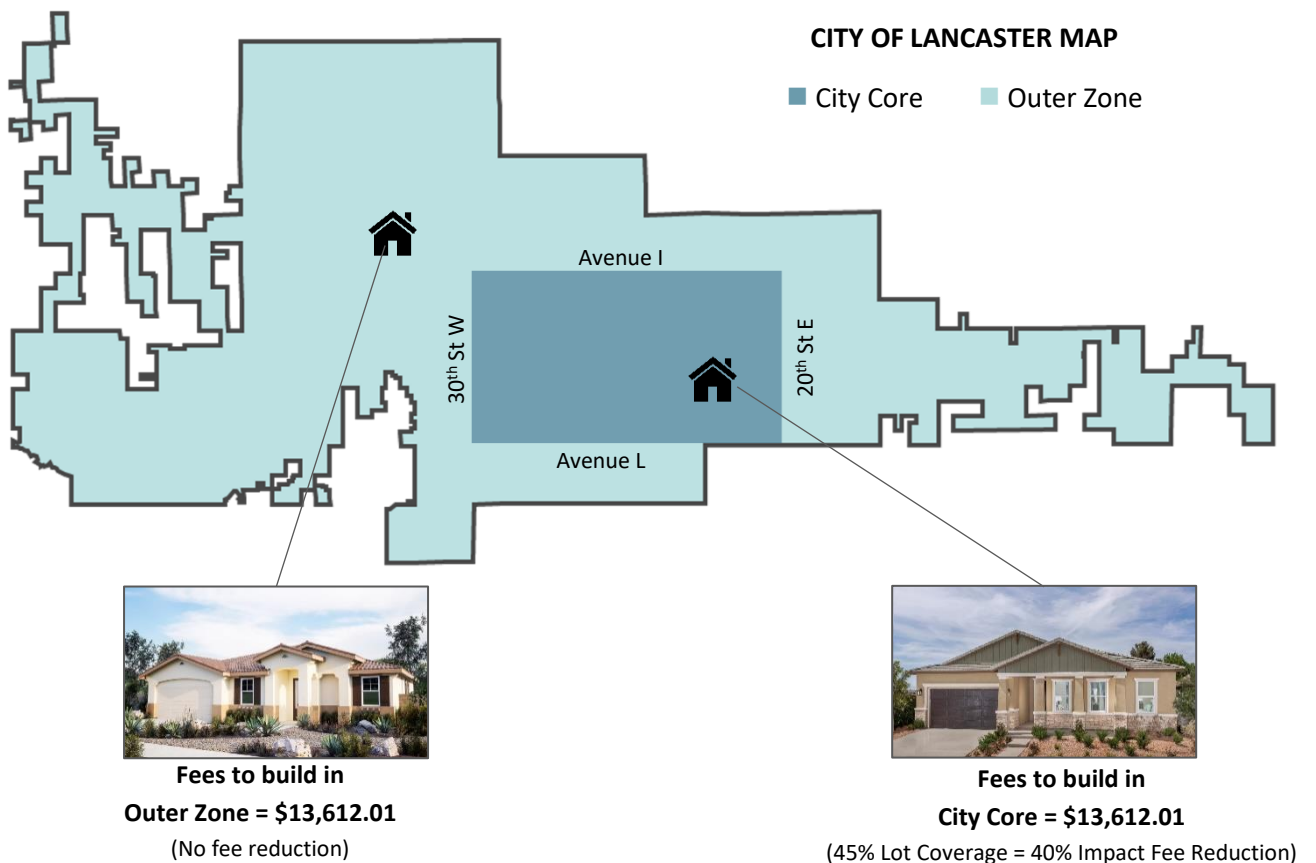 CITY OF LANCASTER MAP
City Core
Outer Zone
Avenue I
30th St W
20th St E
Avenue L
Fees to build in
Outer Zone = $13,612.01
(No fee reduction)
Fees to build in
City Core = $13,612.01
(45% Lot Coverage = 40% Impact Fee Reduction)